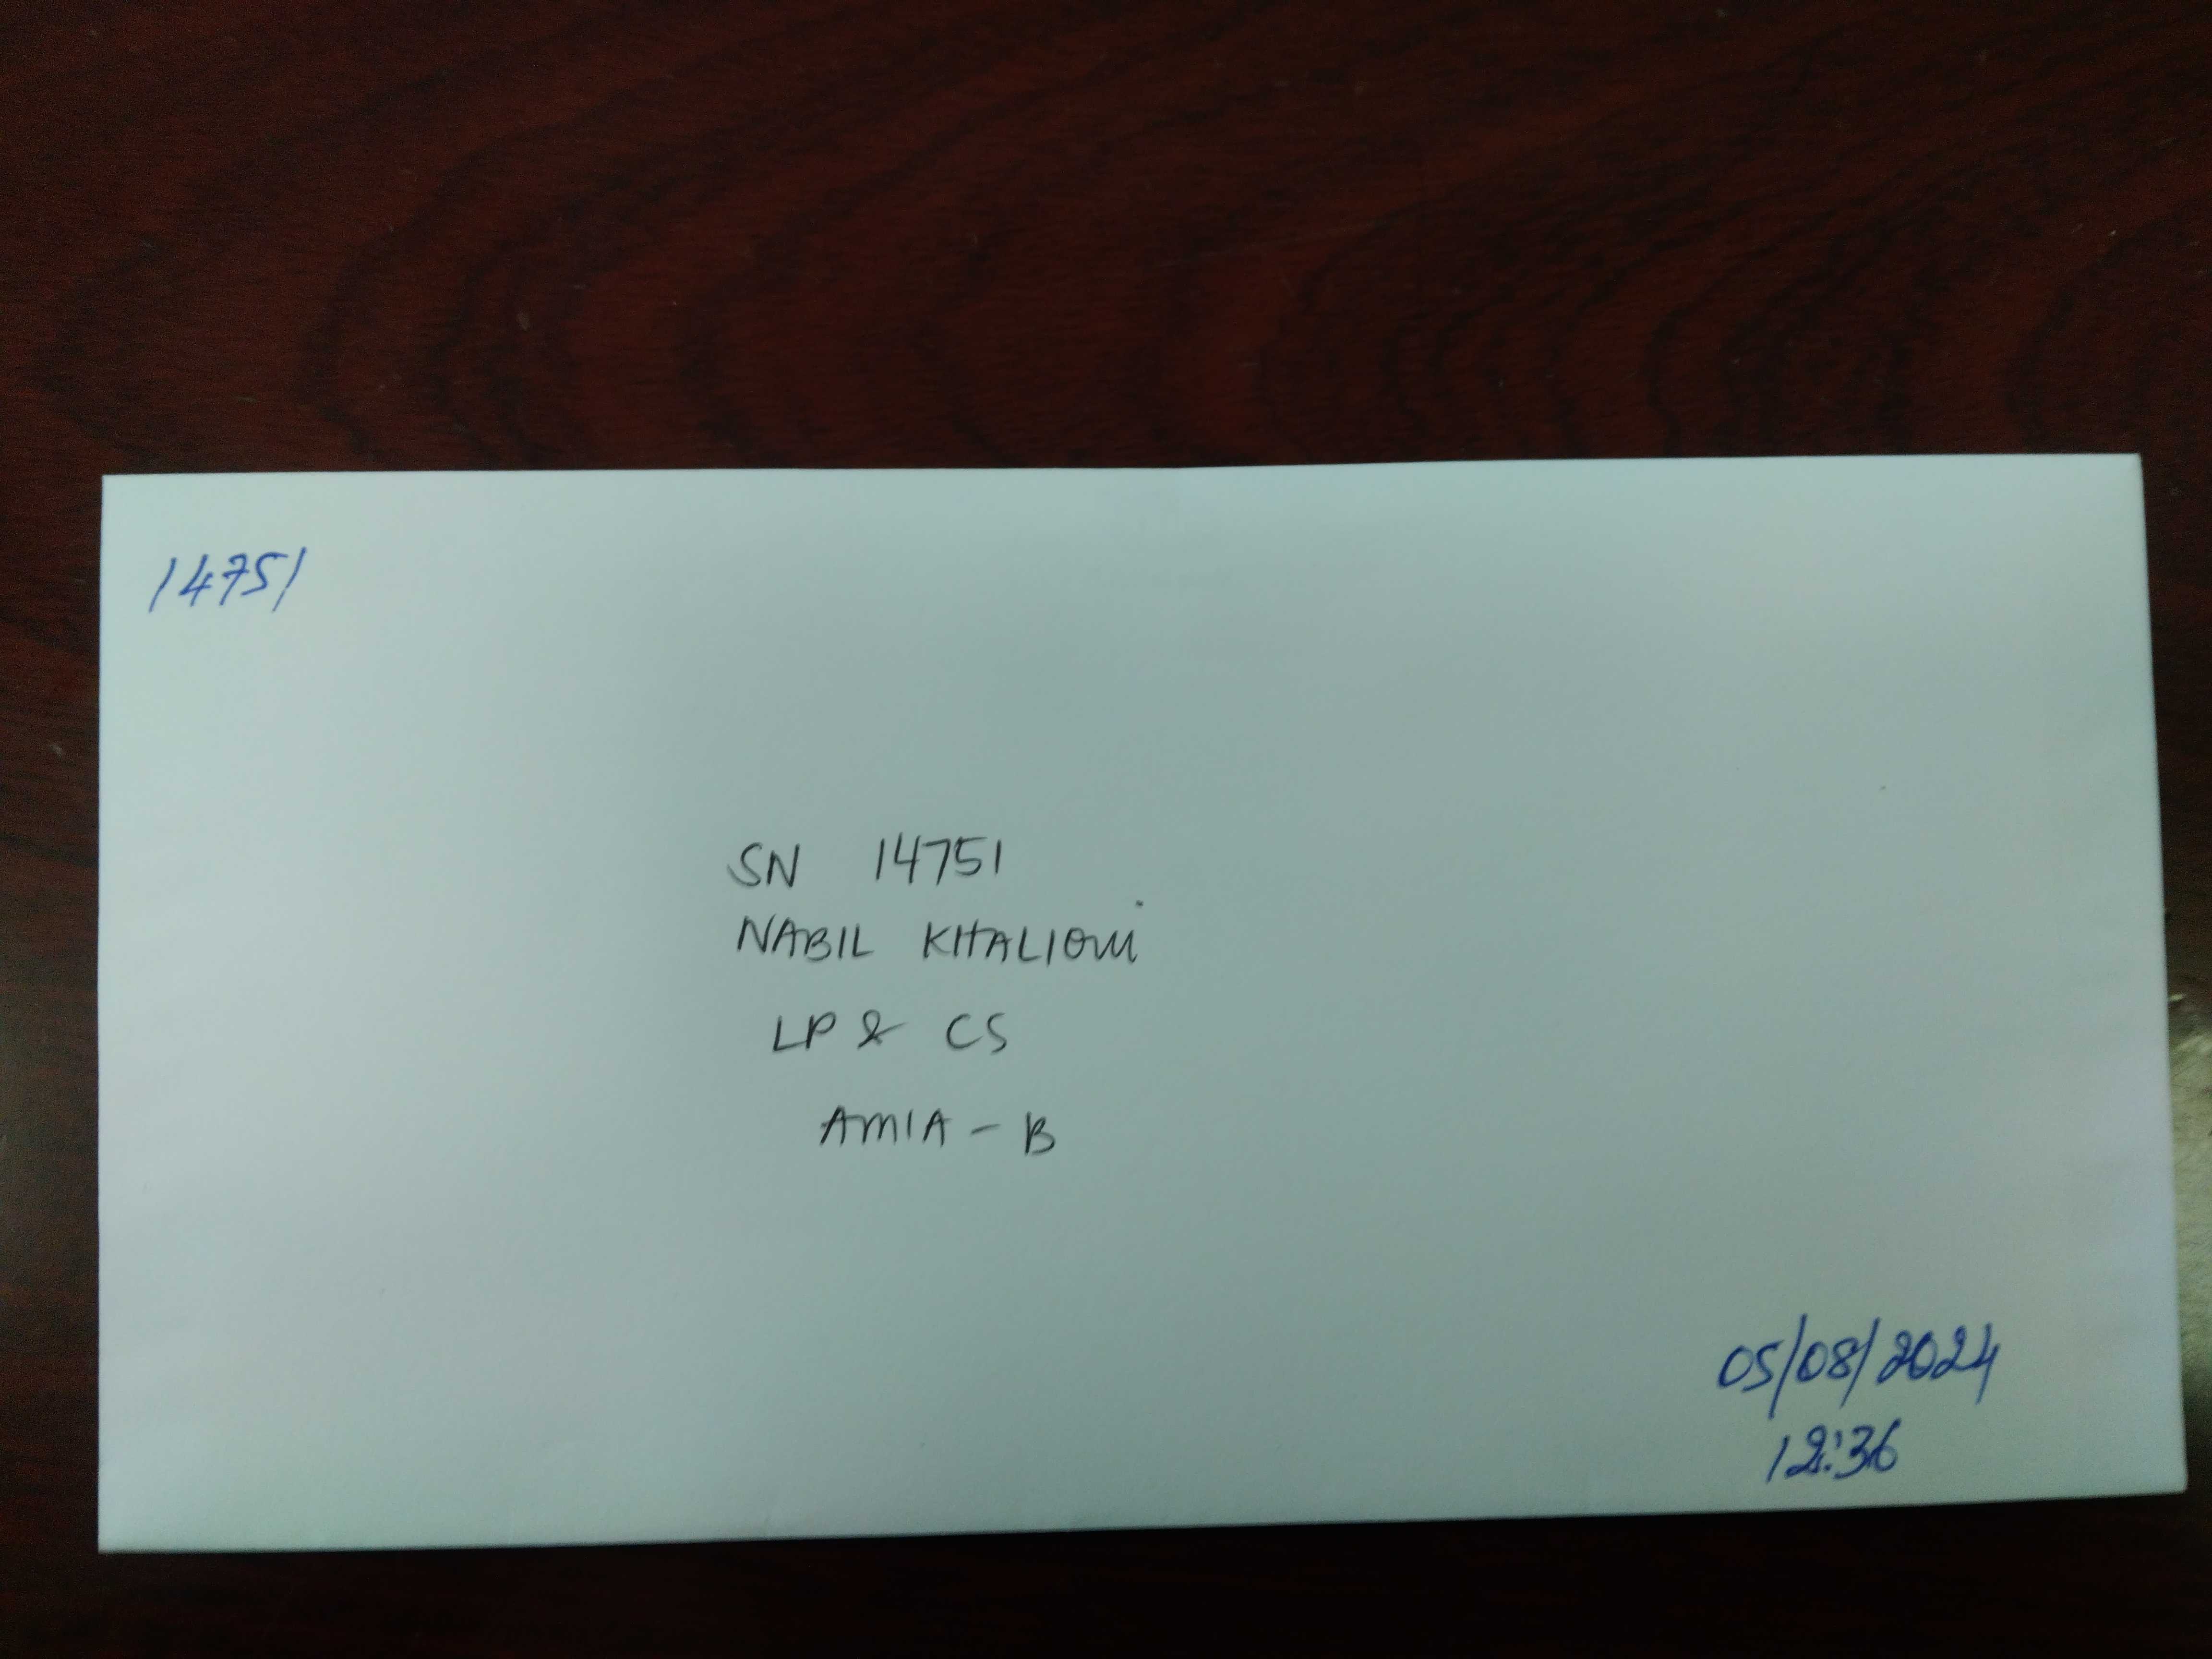 14751
SN 14751
NABIL KHALIOUI
LP & CS
AMIA - B
05/08/2024
12:36